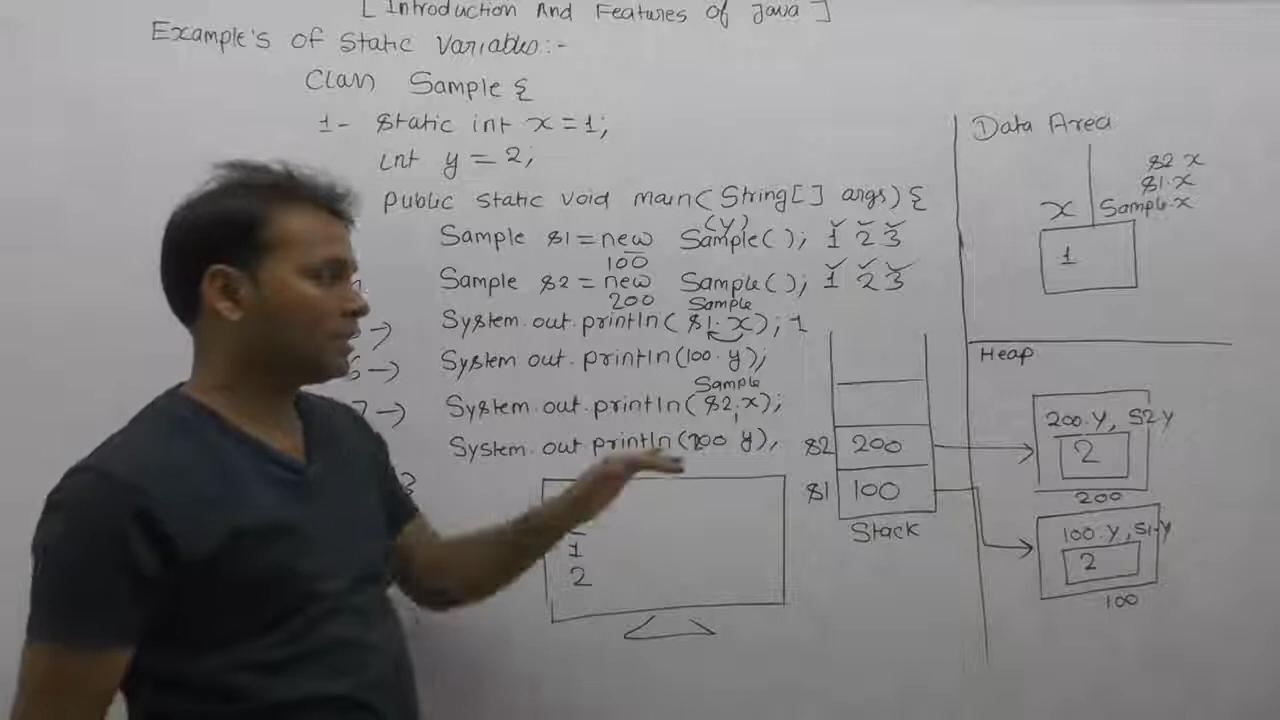 [ Introduction And Features Of Java ]
Example's of Static Variables:-
Class Sample {
1- Static int x = 1;
int y = 2;
Public static void main(String[] args) {
(Y)
Sample S1 = new Sample(); 1 2 3
100
Sample S2 = new Sample(); 1 2 3
200 Sample
System.out.println(S1.x); 1
6 → System.out.println(100.y);
Sample
7 → System.out.println(S2.x);
System.out println(200 y);
1
2
S2 200
S1 100
Stack
Data Area
S2 x
S1.x
x Sample.x
1
Heap
200.Y, S2.Y
2
200
100.Y, S1.Y
2
100